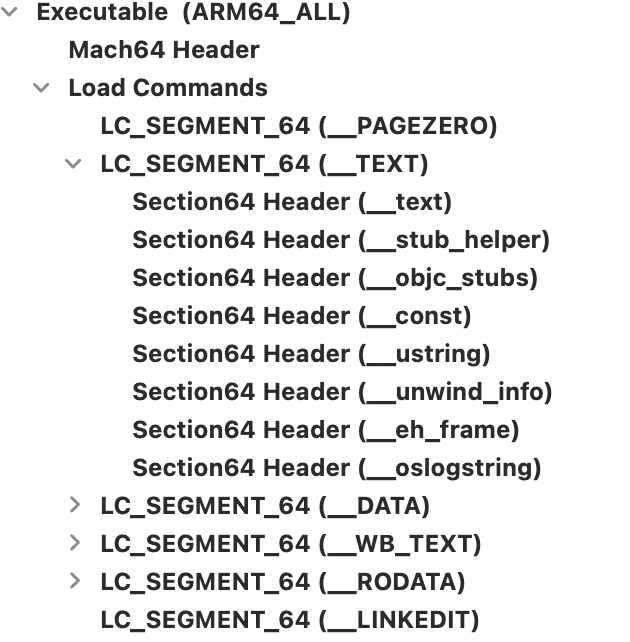 Executable  (ARM64_ALL)
Mach64 Header
Load Commands
LC_SEGMENT_64 (__PAGEZERO)
LC_SEGMENT_64 (__TEXT)
Section64 Header (__text)
Section64 Header (__stub_helper)
Section64 Header (__objc_stubs)
Section64 Header (__const)
Section64 Header (__ustring)
Section64 Header (__unwind_info)
Section64 Header (__eh_frame)
Section64 Header (__oslogstring)
LC_SEGMENT_64 (__DATA)
LC_SEGMENT_64 (__WB_TEXT)
LC_SEGMENT_64 (__RODATA)
LC_SEGMENT_64 (__LINKEDIT)